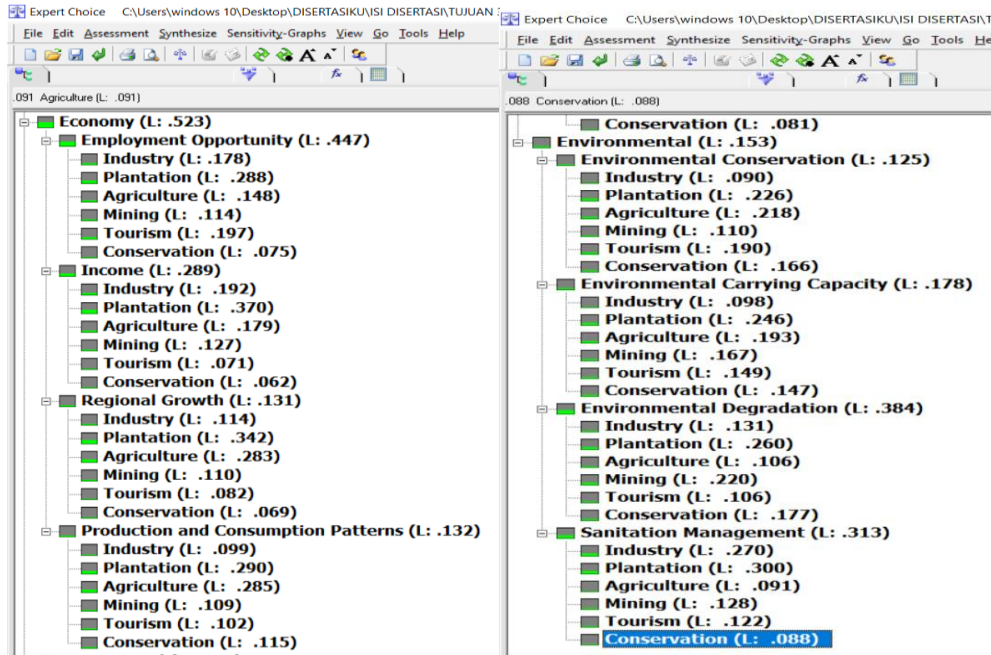 Expert Choice C:\Users\windows 10\Desktop\DISERTASIKU\ISI DISERTASI\TUJUAN
File Edit Assessment Synthesize Sensitivity-Graphs View Go Tools Help
.091 Agriculture (L: .091)
Economy (L: .523)
Employment Opportunity (L: .447)
Industry (L: .178)
Plantation (L: .288)
Agriculture (L: .148)
Mining (L: .114)
Tourism (L: .197)
Conservation (L: .075)
Income (L: .289)
Industry (L: .192)
Plantation (L: .370)
Agriculture (L: .179)
Mining (L: .127)
Tourism (L: .071)
Conservation (L: .062)
Regional Growth (L: .131)
Industry (L: .114)
Plantation (L: .342)
Agriculture (L: .283)
Mining (L: .110)
Tourism (L: .082)
Conservation (L: .069)
Production and Consumption Patterns (L: .132)
Industry (L: .099)
Plantation (L: .290)
Agriculture (L: .285)
Mining (L: .109)
Tourism (L: .102)
Conservation (L: .115)
Expert Choice C:\Users\windows 10\Desktop\DISERTASIKU\ISI DISERTASI\T
File Edit Assessment Synthesize Sensitivity-Graphs View Go Tools He
.088 Conservation (L: .088)
Conservation (L: .081)
Environmental (L: .153)
Environmental Conservation (L: .125)
Industry (L: .090)
Plantation (L: .226)
Agriculture (L: .218)
Mining (L: .110)
Tourism (L: .190)
Conservation (L: .166)
Environmental Carrying Capacity (L: .178)
Industry (L: .098)
Plantation (L: .246)
Agriculture (L: .193)
Mining (L: .167)
Tourism (L: .149)
Conservation (L: .147)
Environmental Degradation (L: .384)
Industry (L: .131)
Plantation (L: .260)
Agriculture (L: .106)
Mining (L: .220)
Tourism (L: .106)
Conservation (L: .177)
Sanitation Management (L: .313)
Industry (L: .270)
Plantation (L: .300)
Agriculture (L: .091)
Mining (L: .128)
Tourism (L: .122)
Conservation (L: .088)